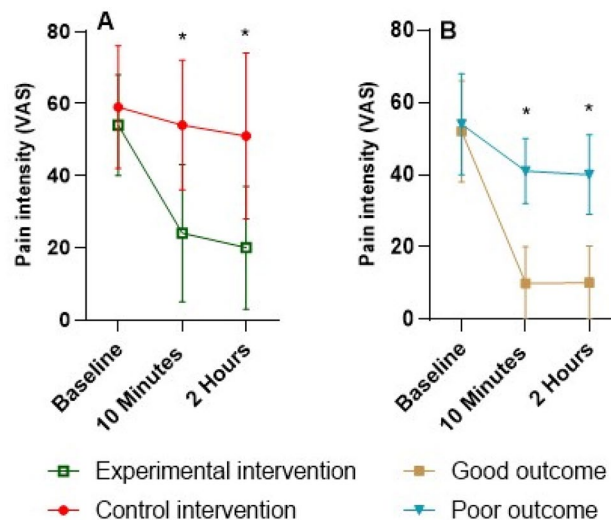 A
Pain intensity (VAS)
80
60
40
20
0
*
*
Baseline
10 Minutes
2 Hours
B
Pain intensity (VAS)
80
60
40
20
0
*
*
Baseline
10 Minutes
2 Hours
Experimental intervention
Control intervention
Good outcome
Poor outcome